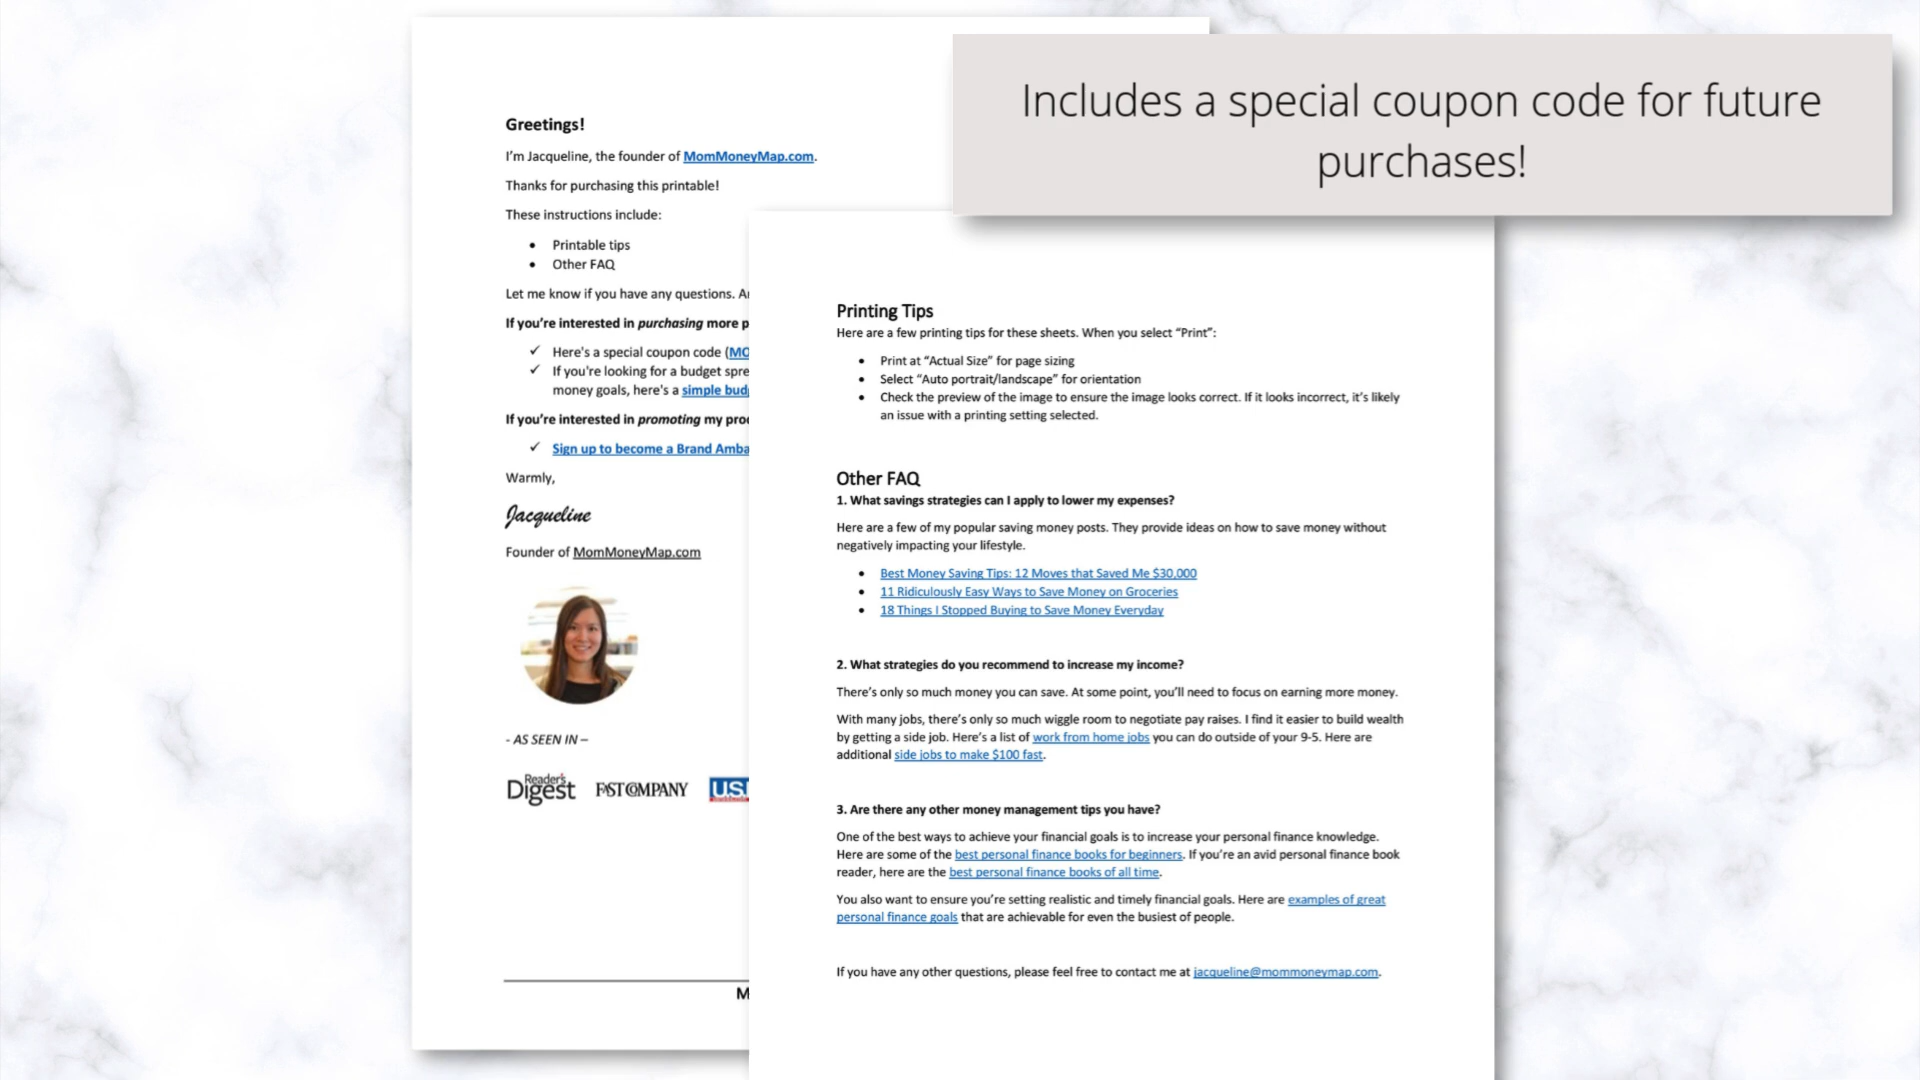 Includes a special coupon code for future
purchases!
Greetings!
I'm Jacqueline, the founder of MomMoneyMap.com.
Thanks for purchasing this printable!
These instructions include:
• Printable tips
• Other FAQ
Let me know if you have any questions.
If you're interested in purchasing more
✓ Here's a special coupon code (
✓ If you're looking for a budget
money goals, here's a simple
If you're interested in promoting my
✓ Sign up to become a Brand
Warmly,
Jacqueline
Founder of MomMoneyMap.com
- AS SEEN IN –
Reader's
Digest
FAST COMPANY
Printing Tips
Here are a few printing tips for these sheets. When you select “Print”:
• Print at “Actual Size” for page sizing
• Select “Auto portrait/landscape” for orientation
• Check the preview of the image to ensure the image looks correct. If it looks incorrect, it's likely
an issue with a printing setting selected.
Other FAQ
1. What savings strategies can I apply to lower my expenses?
Here are a few of my popular saving money posts. They provide ideas on how to save money without
negatively impacting your lifestyle.
• Best Money Saving Tips: 12 Moves that Saved Me $30,000
• 11 Ridiculously Easy Ways to Save Money on Groceries
• 18 Things I Stopped Buying to Save Money Everyday
2. What strategies do you recommend to increase my income?
There's only so much money you can save. At some point, you'll need to focus on earning more money.
With many jobs, there's only so much wiggle room to negotiate pay raises. I find it easier to build wealth
by getting a side job. Here's a list of work from home jobs you can do outside of your 9-5. Here are
additional side jobs to make $100 fast.
3. Are there any other money management tips you have?
One of the best ways to achieve your financial goals is to increase your personal finance knowledge.
Here are some of the best personal finance books for beginners. If you're an avid personal finance book
reader, here are the best personal finance books of all time.
You also want to ensure you're setting realistic and timely financial goals. Here are examples of great
personal finance goals that are achievable for even the busiest of people.
If you have any other questions, please feel free to contact me at jacqueline@mommoneymap.com.